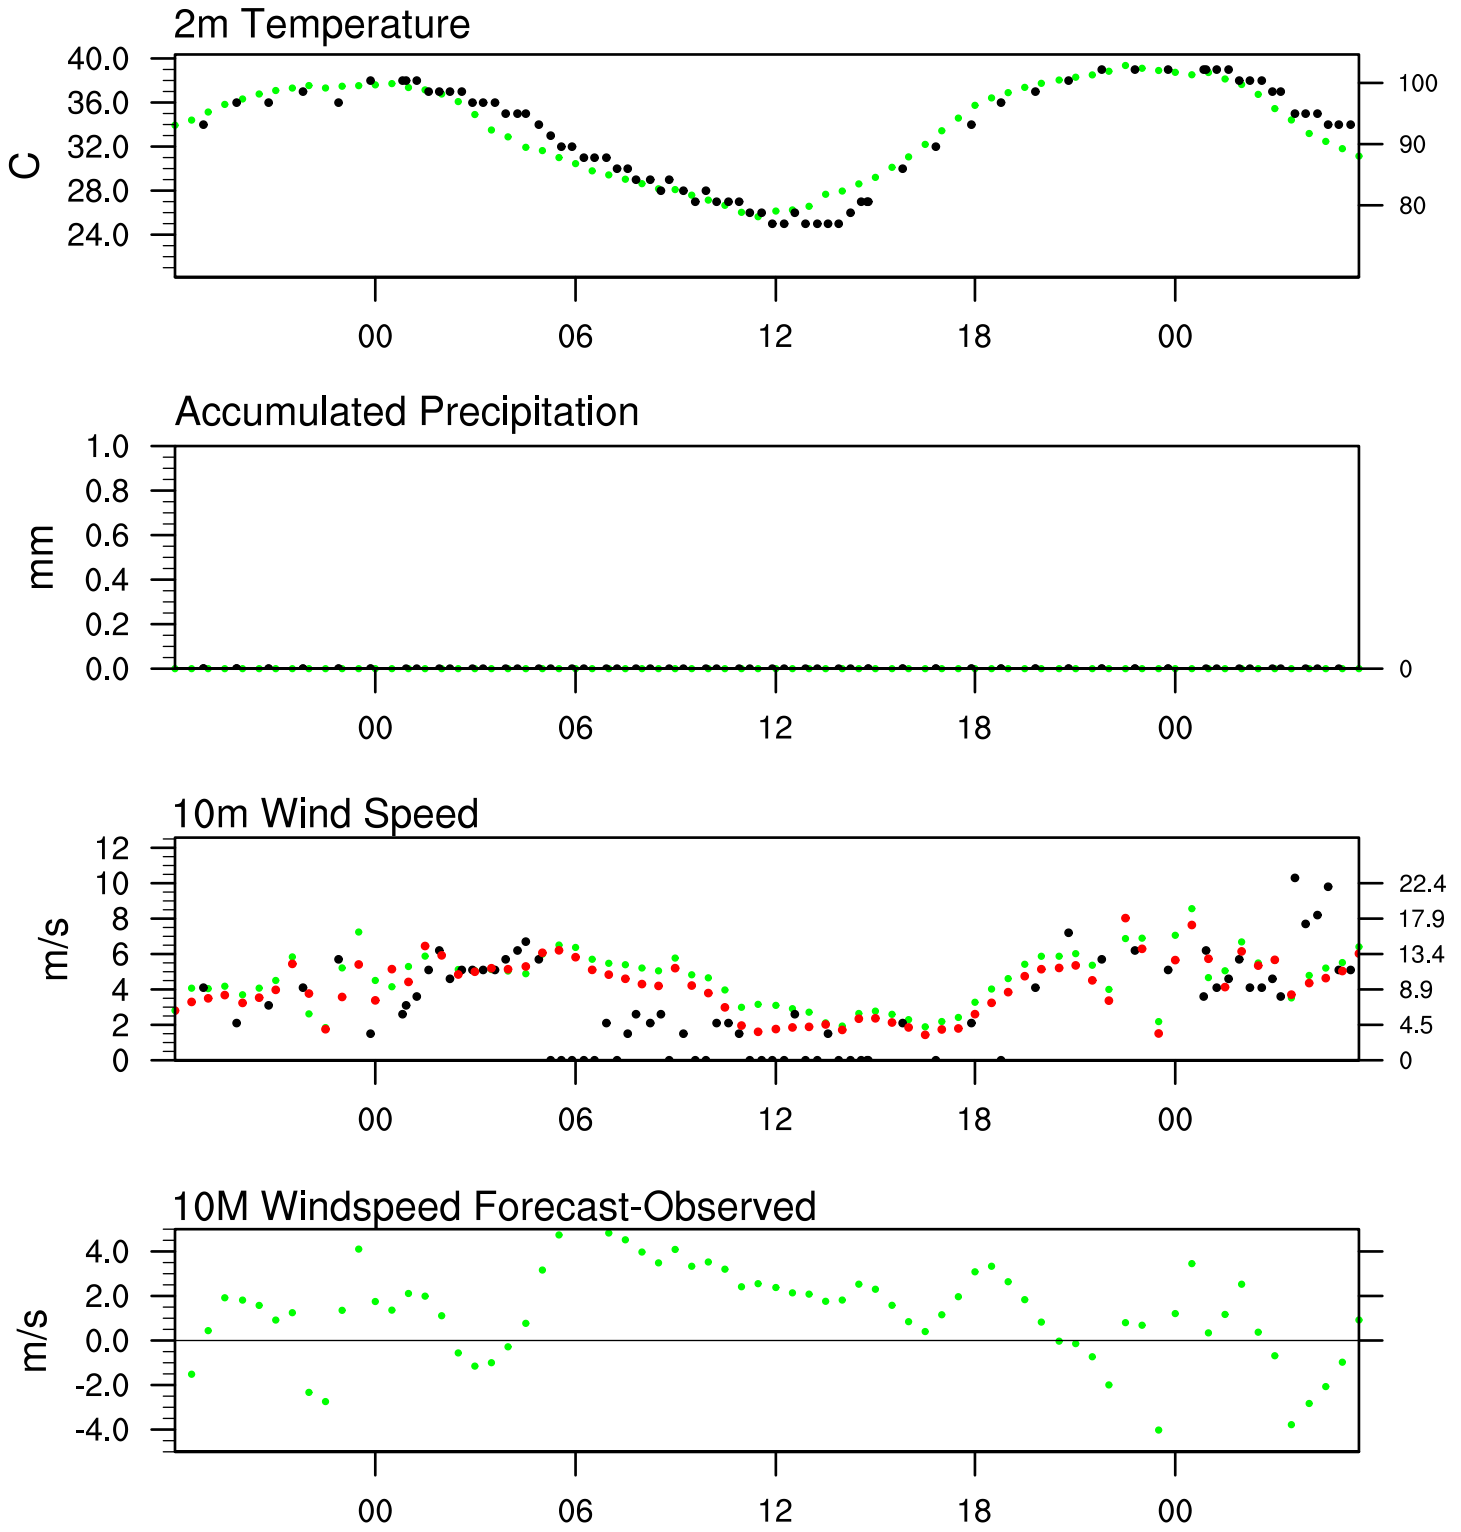 2m Temperature
40.0
36.0
32.0
28.0
24.0
C
100
90
80
00 06 12 18 00
Accumulated Precipitation
1.0
0.8
0.6
0.4
0.2
0.0
mm
0
00 06 12 18 00
10m Wind Speed
12
10
8
6
4
2
0
m/s
22.4
17.9
13.4
8.9
4.5
0
00 06 12 18 00
10M Windspeed Forecast-Observed
4.0
2.0
0.0
-2.0
-4.0
m/s
00 06 12 18 00